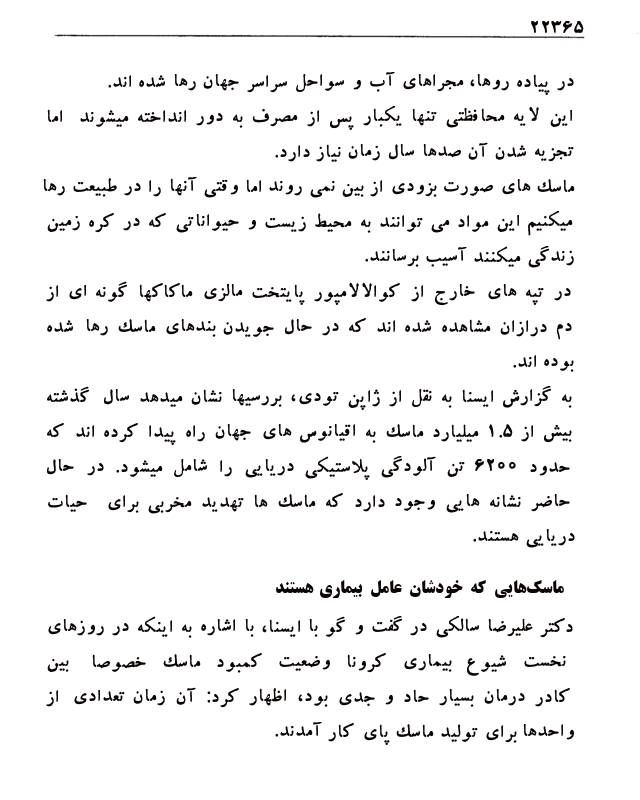 ۲۲۳۶۵
در پیاده روها، مجراهای آب و سواحل سراسر جهان رها شده اند.
این لایه محافظتی تنها یکبار پس از مصرف به دور انداخته میشوند اما
تجزیه شدن آن صدها سال زمان نیاز دارد.
ماسک های صورت بزودی از بین نمی روند اما وقتی آنها را در طبیعت رها
میکنیم این مواد می توانند به محیط زیست و حیواناتی که در کره زمین
زندگی میکنند آسیب برسانند.
در تپه های خارج از کوالالامپور پایتخت مالزی ماکاکها گونه ای از
دم درازان مشاهده شده اند که در حال جویدن بندهای ماسک رها شده
بوده اند.
به گزارش ایسنا به نقل از ژاپن تودی، بررسیها نشان میدهد سال گذشته
بیش از ۱.۵ میلیارد ماسک به اقیانوس های جهان راه پیدا کرده اند که
حدود ۶۲۰۰ تن آلودگی پلاستیکی دریایی را شامل میشود. در حال
حاضر نشانه هایی وجود دارد که ماسک ها تهدید مخربی برای حیات
دریایی هستند.
ماسک‌هایی که خودشان عامل بیماری هستند
دکتر علیرضا سالکی در گفت و گو با ایسنا، با اشاره به اینکه در روزهای
نخست شیوع بیماری کرونا وضعیت کمبود ماسک خصوصا بین
کادر درمان بسیار حاد و جدی بود، اظهار کرد: آن زمان تعدادی از
واحدها برای تولید ماسک پای کار آمدند.